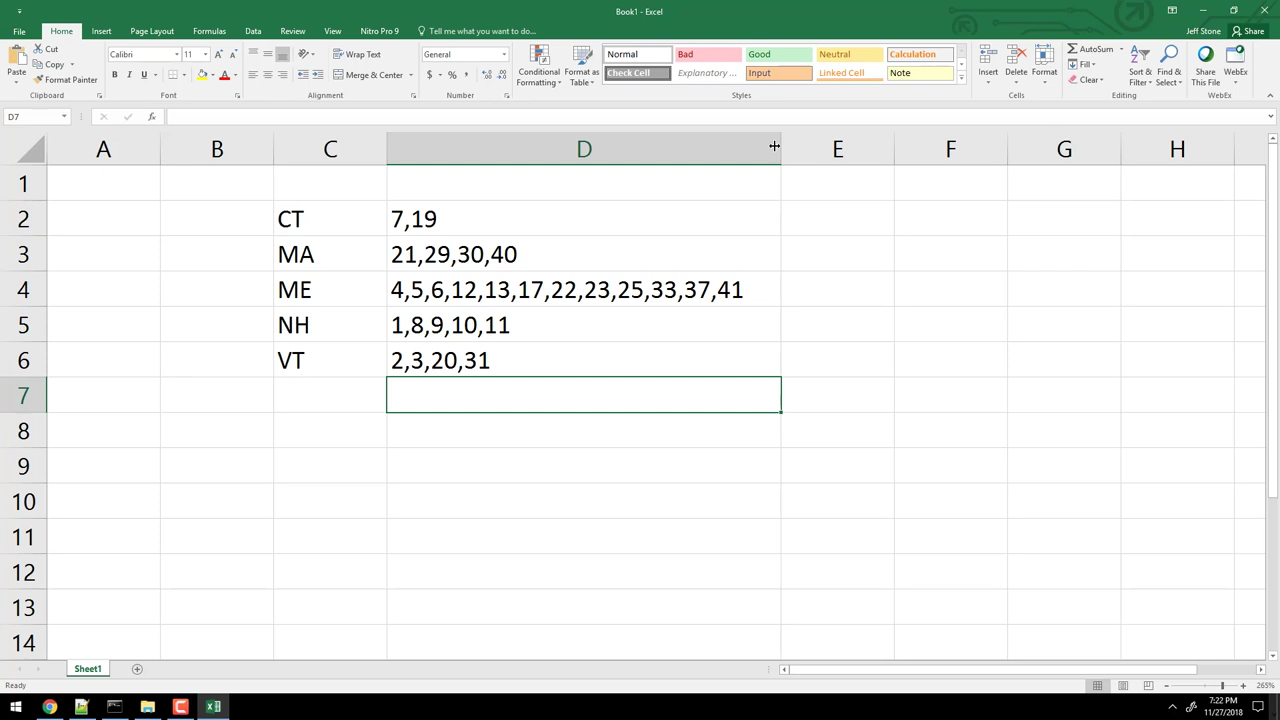 Book1 - Excel
File Home Insert Page Layout Formulas Data Review View Nitro Pro 9 Tell me what you want to do... Jeff Stone Share
Paste Cut Copy Format Painter
Clipboard
Calibri 11 A A B I U A
Font
Wrap Text Merge & Center
Alignment
General $ % ,
Number
Conditional Formatting Format as Table
Normal Bad Good Neutral Calculation
Check Cell Explanatory ... Input Linked Cell Note
Styles
Insert Delete Format
Cells
AutoSum Fill Clear Sort & Filter Find & Select
Editing
Share This File WebEx
WebEx
D7 fx
A B C D E F G H
1
2 CT 7,19
3 MA 21,29,30,40
4 ME 4,5,6,12,13,17,22,23,25,33,37,41
5 NH 1,8,9,10,11
6 VT 2,3,20,31
7
8
9
10
11
12
13
14
Sheet1
Ready 265%
7:22 PM
11/27/2018